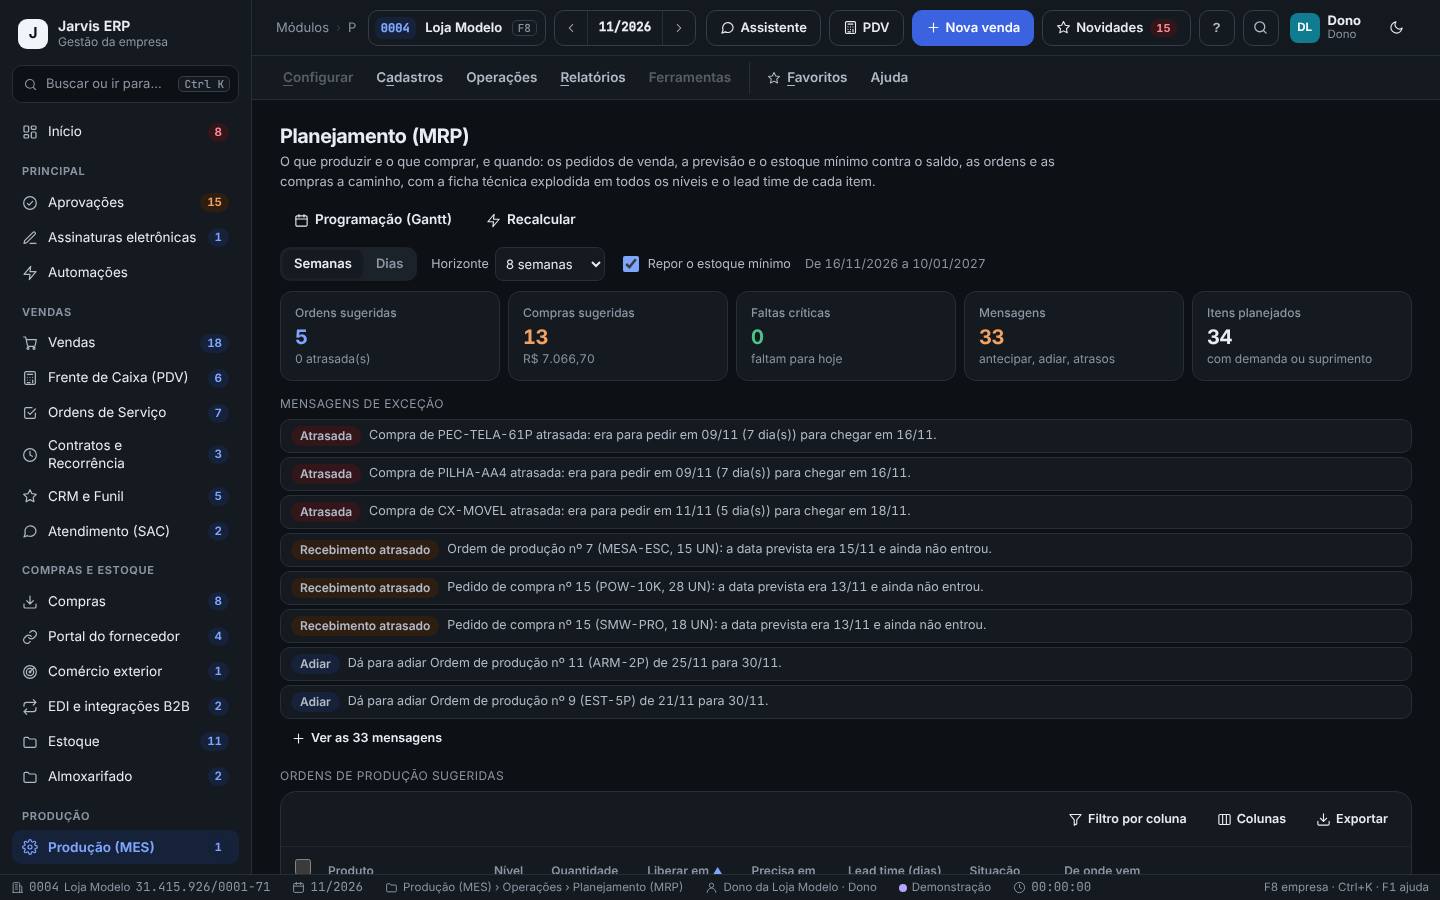 J
Jarvis ERP
Gestão da empresa
Buscar ou ir para...
Ctrl K
Início
8
PRINCIPAL
Aprovações
15
Assinaturas eletrônicas
1
Automações
VENDAS
Vendas
18
Frente de Caixa (PDV)
6
Ordens de Serviço
7
Contratos e
Recorrência
3
CRM e Funil
5
Atendimento (SAC)
2
COMPRAS E ESTOQUE
Compras
8
Portal do fornecedor
4
Comércio exterior
1
EDI e integrações B2B
2
Estoque
11
Almoxarifado
2
PRODUÇÃO
Produção (MES)
1
Módulos › P
0004 Loja Modelo F8
‹ 11/2026 ›
Assistente
PDV
+ Nova venda
Novidades 15
?
DL
Dono
Dono
Configurar
Cadastros
Operações
Relatórios
Ferramentas
Favoritos
Ajuda
Planejamento (MRP)
O que produzir e o que comprar, e quando: os pedidos de venda, a previsão e o estoque mínimo contra o saldo, as ordens e as
compras a caminho, com a ficha técnica explodida em todos os níveis e o lead time de cada item.
Programação (Gantt)
Recalcular
Semanas
Dias
Horizonte
8 semanas
Repor o estoque mínimo
De 16/11/2026 a 10/01/2027
Ordens sugeridas
5
0 atrasada(s)
Compras sugeridas
13
R$ 7.066,70
Faltas críticas
0
faltam para hoje
Mensagens
33
antecipar, adiar, atrasos
Itens planejados
34
com demanda ou suprimento
MENSAGENS DE EXCEÇÃO
Atrasada Compra de PEC-TELA-61P atrasada: era para pedir em 09/11 (7 dia(s)) para chegar em 16/11.
Atrasada Compra de PILHA-AA4 atrasada: era para pedir em 09/11 (7 dia(s)) para chegar em 16/11.
Atrasada Compra de CX-MOVEL atrasada: era para pedir em 11/11 (5 dia(s)) para chegar em 18/11.
Recebimento atrasado Ordem de produção nº 7 (MESA-ESC, 15 UN): a data prevista era 15/11 e ainda não entrou.
Recebimento atrasado Pedido de compra nº 15 (POW-10K, 28 UN): a data prevista era 13/11 e ainda não entrou.
Recebimento atrasado Pedido de compra nº 15 (SMW-PRO, 18 UN): a data prevista era 13/11 e ainda não entrou.
Adiar Dá para adiar Ordem de produção nº 11 (ARM-2P) de 25/11 para 30/11.
Adiar Dá para adiar Ordem de produção nº 9 (EST-5P) de 21/11 para 30/11.
+ Ver as 33 mensagens
ORDENS DE PRODUÇÃO SUGERIDAS
Filtro por coluna
Colunas
Exportar
Produto Nível Quantidade Liberar em ▲ Precisa em Lead time (dias) Situação De onde vem
0004 Loja Modelo 31.415.926/0001-71
11/2026
Produção (MES) › Operações › Planejamento (MRP)
Dono da Loja Modelo · Dono
Demonstração
00:00:00
F8 empresa · Ctrl+K · F1 ajuda